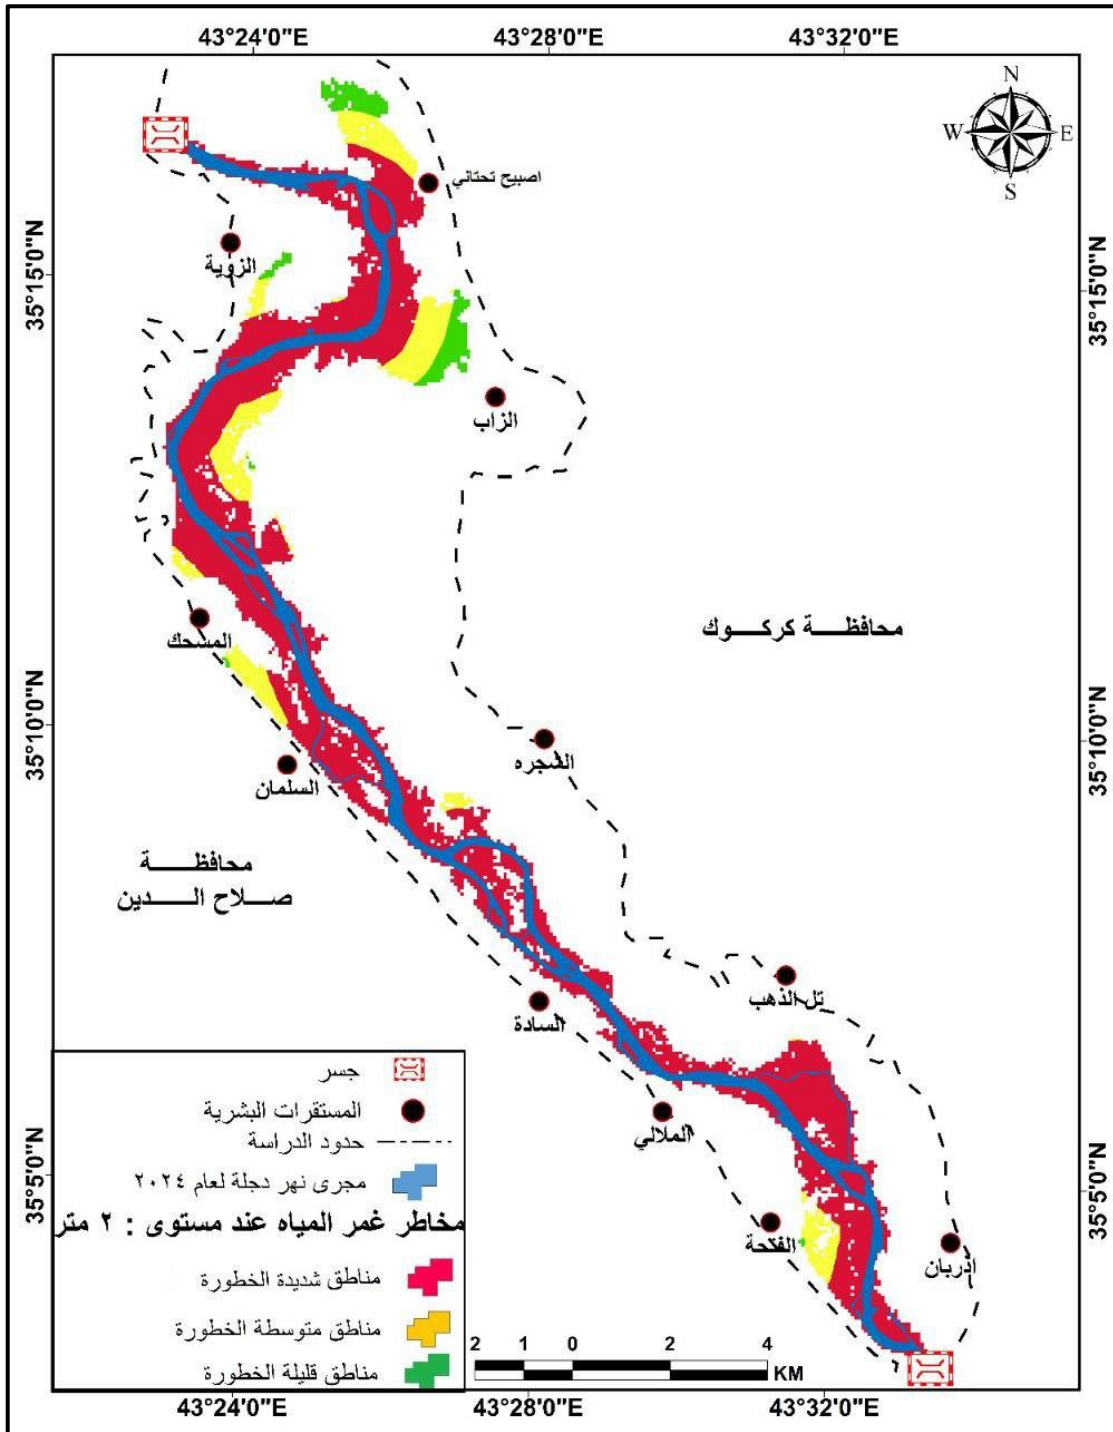 43°24'0"E
43°28'0"E
43°32'0"E
N
W
E
S
اصبيح تحتاني
35°15'0"N
35°15'0"N
الزوية
الزاب
محافظـــة كركـــوك
المسحك
35°10'0"N
35°10'0"N
الشجره
السلمان
محافظـــــة
صـــلاح الــــدين
تل الذهب
السادة
جسر
المستقرات البشرية
حدود الدراسة
مجرى نهر دجلة لعام ٢٠٢٤
مخاطر غمر المياه عند مستوى : ٢ متر
مناطق شديدة الخطورة
مناطق متوسطة الخطورة
مناطق قليلة الخطورة
الملالي
35°5'0"N
35°5'0"N
الفتحة
ادربان
2 1 0 2 4
KM
43°24'0"E
43°28'0"E
43°32'0"E